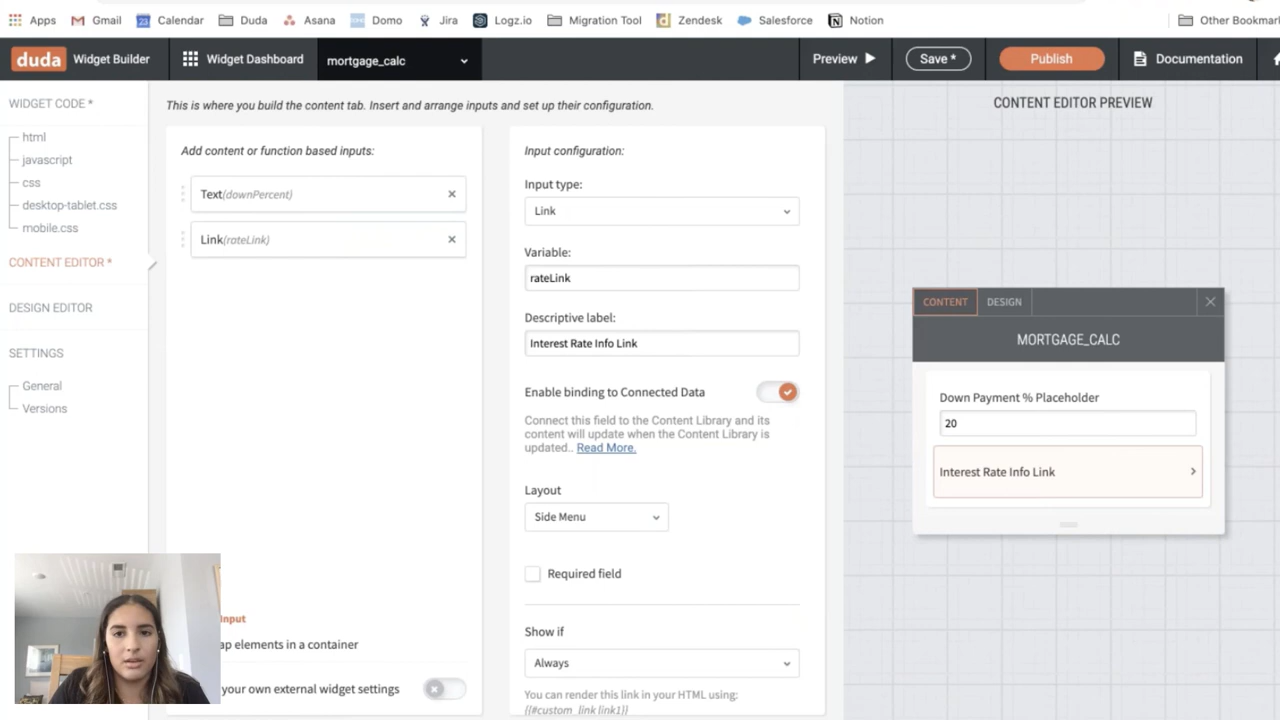 Apps
Gmail
Calendar
Duda
Asana
Domo
Jira
Logz.io
Migration Tool
Zendesk
Salesforce
Notion
Other Bookmar
duda Widget Builder
Widget Dashboard
mortgage_calc
Preview
Save *
Publish
Documentation
WIDGET CODE *
html
javascript
css
desktop-tablet.css
mobile.css
CONTENT EDITOR *
DESIGN EDITOR
SETTINGS
General
Versions
This is where you build the content tab. Insert and arrange inputs and set up their configuration.
Add content or function based inputs:
Text(downPercent)
Link(rateLink)
Input
ap elements in a container
your own external widget settings
Input configuration:
Input type:
Link
Variable:
rateLink
Descriptive label:
Interest Rate Info Link
Enable binding to Connected Data
Connect this field to the Content Library and its
content will update when the Content Library is
updated.. Read More.
Layout
Side Menu
Required field
Show if
Always
You can render this link in your HTML using:
{{#custom_link link1}}
CONTENT EDITOR PREVIEW
CONTENT DESIGN
MORTGAGE_CALC
Down Payment % Placeholder
20
Interest Rate Info Link